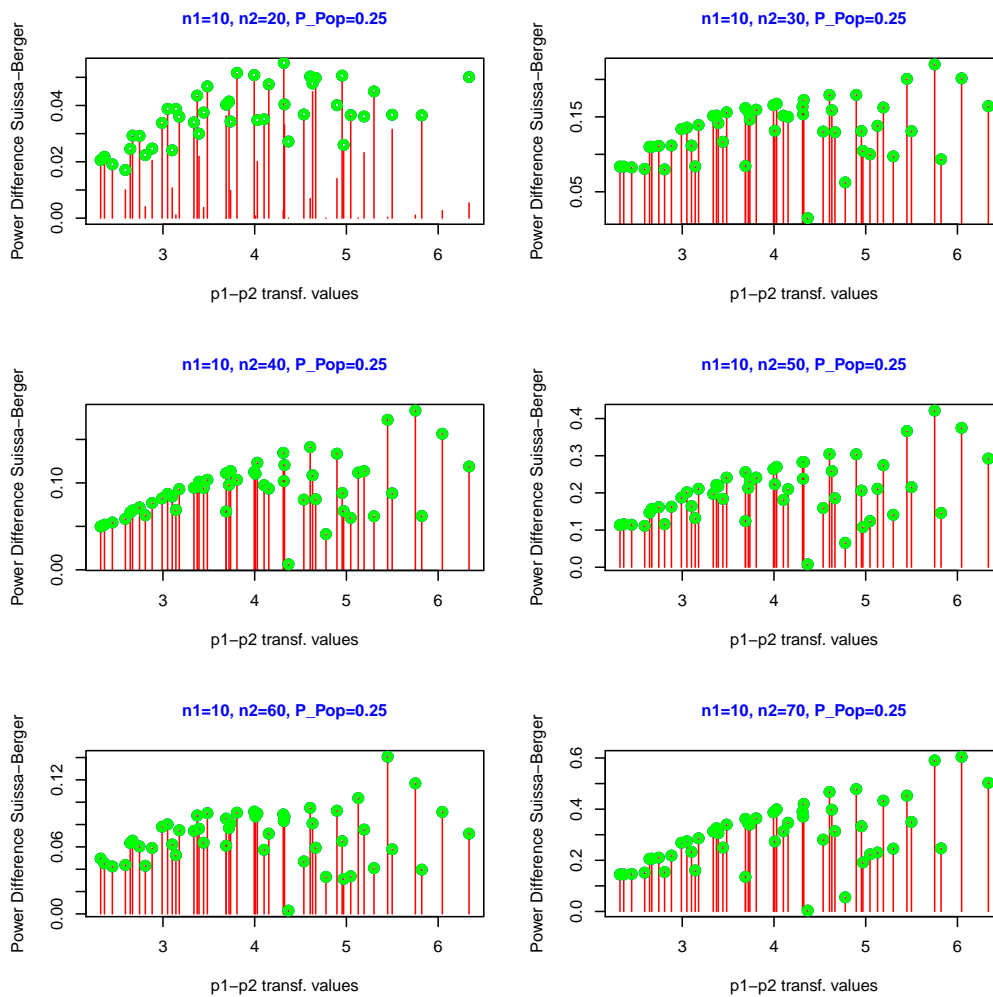 n1=10, n2=20, P_Pop=0.25
Power Difference Suissa−Berger
0.00 0.02 0.04
3 4 5 6
p1−p2 transf. values
n1=10, n2=30, P_Pop=0.25
Power Difference Suissa−Berger
0.05 0.15
3 4 5 6
p1−p2 transf. values
n1=10, n2=40, P_Pop=0.25
Power Difference Suissa−Berger
0.00 0.10
3 4 5 6
p1−p2 transf. values
n1=10, n2=50, P_Pop=0.25
Power Difference Suissa−Berger
0.0 0.1 0.2 0.3 0.4
3 4 5 6
p1−p2 transf. values
n1=10, n2=60, P_Pop=0.25
Power Difference Suissa−Berger
0.00 0.06 0.12
3 4 5 6
p1−p2 transf. values
n1=10, n2=70, P_Pop=0.25
Power Difference Suissa−Berger
0.0 0.2 0.4 0.6
3 4 5 6
p1−p2 transf. values